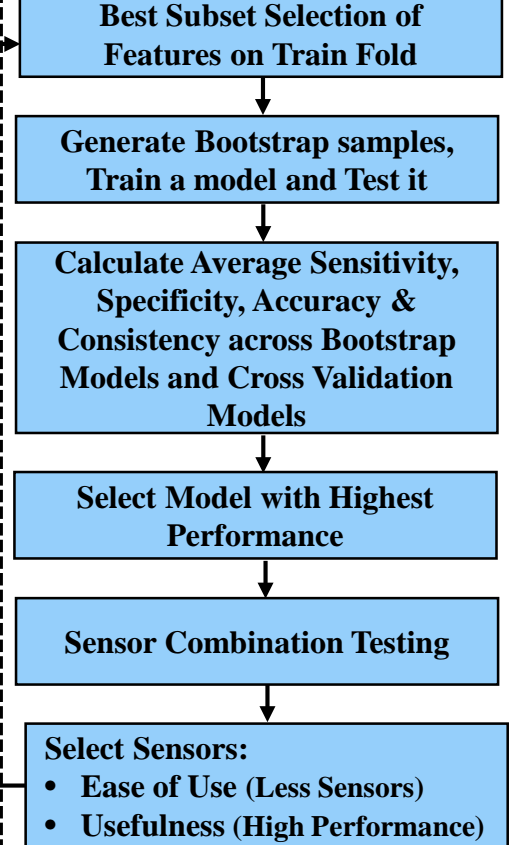 Best Subset Selection of
Features on Train Fold
Generate Bootstrap samples,
Train a model and Test it
Calculate Average Sensitivity,
Specificity, Accuracy &
Consistency across Bootstrap
Models and Cross Validation
Models
Select Model with Highest
Performance
Sensor Combination Testing
Select Sensors:
• Ease of Use (Less Sensors)
• Usefulness (High Performance)